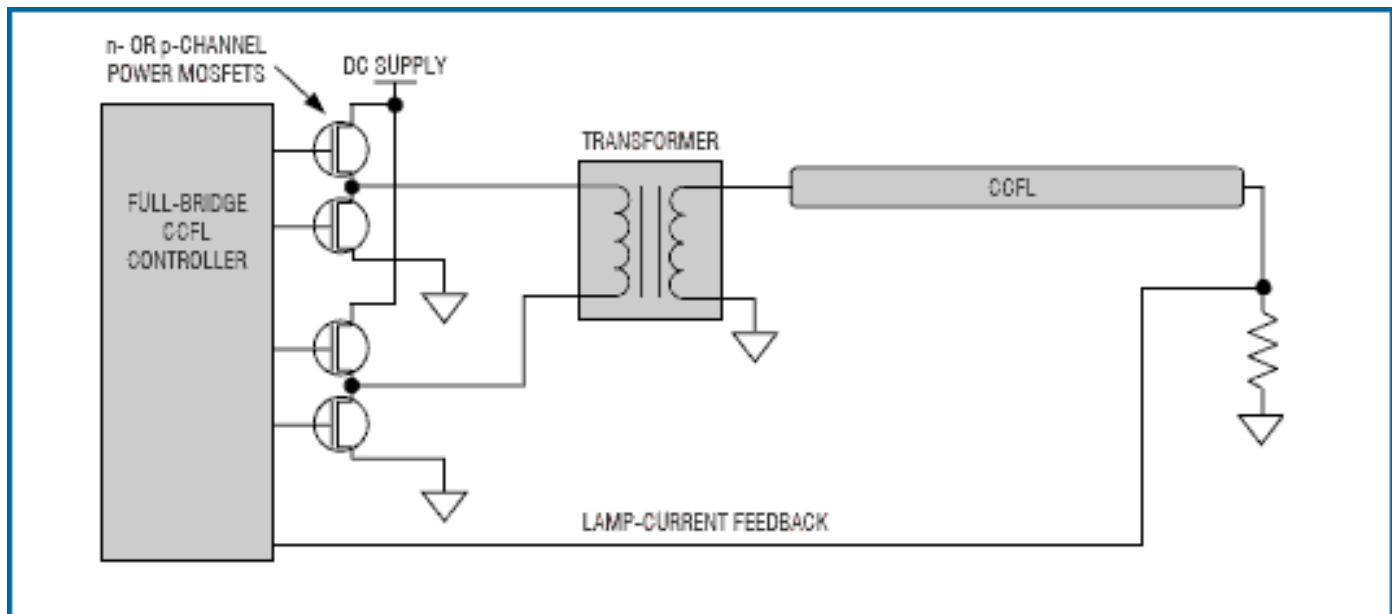 n- OR p-CHANNEL
POWER MOSFETS
DC SUPPLY
TRANSFORMER
CCFL
FULL-BRIDGE
CCFL
CONTROLLER
LAMP-CURRENT FEEDBACK